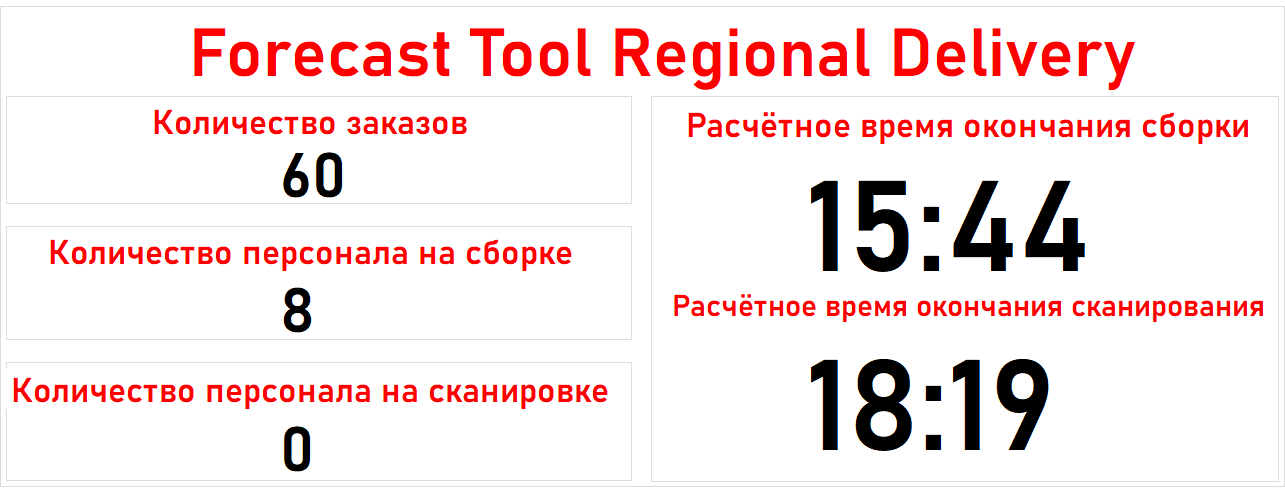 Forecast Tool Regional Delivery
Количество заказов
60
Количество персонала на сборке
8
Количество персонала на сканировке
0
Расчётное время окончания сборки
15:44
Расчётное время окончания сканирования
18:19